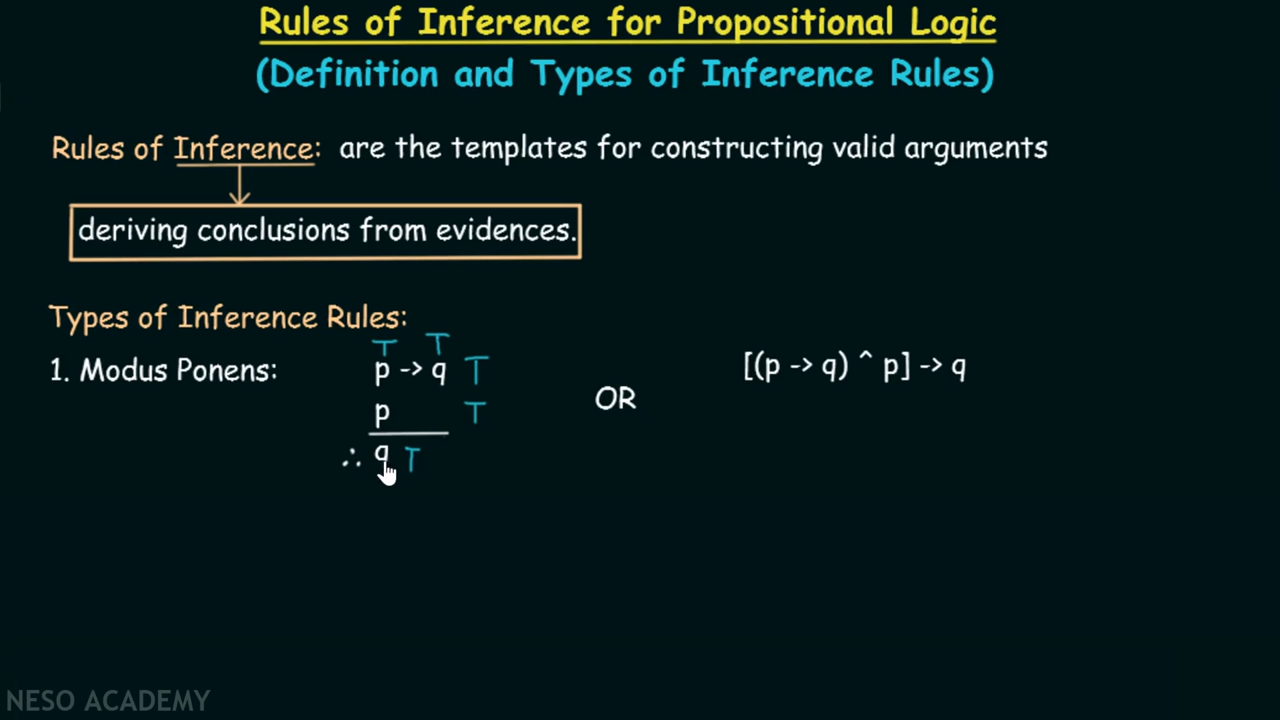 Rules of Inference for Propositional Logic
(Definition and Types of Inference Rules)
Rules of Inference: are the templates for constructing valid arguments
deriving conclusions from evidences.
Types of Inference Rules:
T T
1. Modus Ponens: p -> q T [(p -> q) ^ p] -> q
OR
p T
∴ q T
NESO ACADEMY